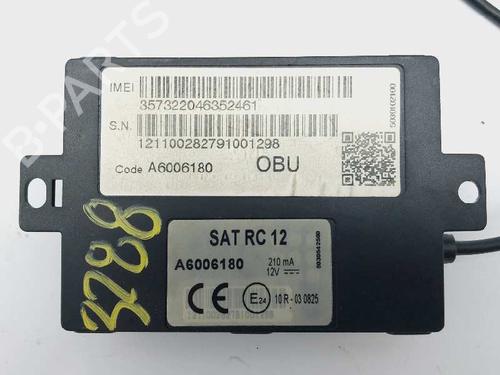 IMEI
357322046352461
S.N.
121100282791001298
Code A6006180 OBU
SAT RC 12
A6006180
210 mA
12V
CE
E24
10 R - 03 0825
121100282791001298
3288
B-PARTS